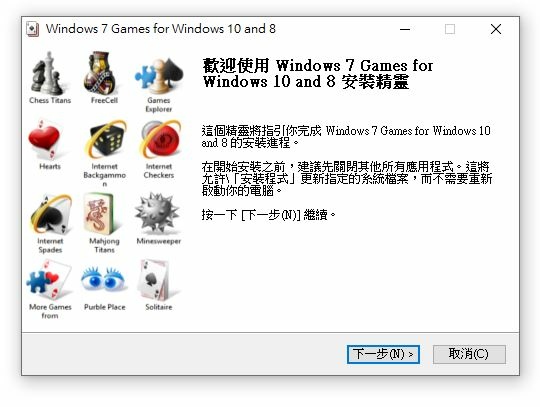 Windows 7 Games for Windows 10 and 8
Chess Titans
FreeCell
Games
Explorer
Hearts
Internet
Backgammo
n
Internet
Checkers
Internet
Spades
Mahjong
Titans
Minesweeper
More Games
from
Purble Place
Solitaire
歡迎使用 Windows 7 Games for
Windows 10 and 8 安裝精靈
這個精靈將指引你完成 Windows 7 Games for Windows 10
and 8 的安裝進程。
在開始安裝之前，建議先關閉其他所有應用程式。這將
允許\「安裝程式」更新指定的系統檔案，而不需要重新
啟動你的電腦。
按一下 [下一步(N)] 繼續。
下一步(N) >
取消(C)